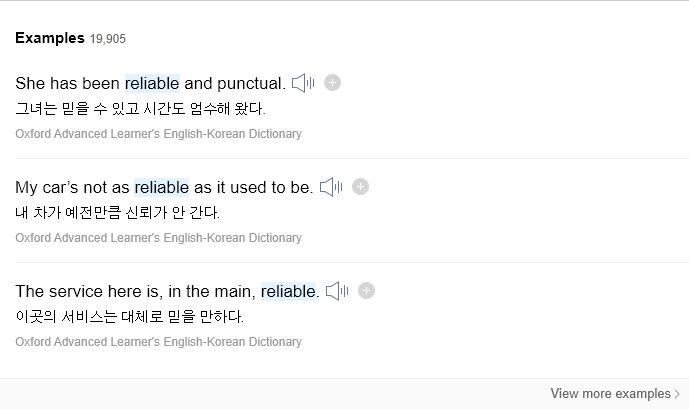 Examples 19,905
She has been reliable and punctual.
그녀는 믿을 수 있고 시간도 엄수해 왔다.
Oxford Advanced Learner's English-Korean Dictionary
My car’s not as reliable as it used to be.
내 차가 예전만큼 신뢰가 안 간다.
Oxford Advanced Learner's English-Korean Dictionary
The service here is, in the main, reliable.
이곳의 서비스는 대체로 믿을 만하다.
Oxford Advanced Learner's English-Korean Dictionary
View more examples